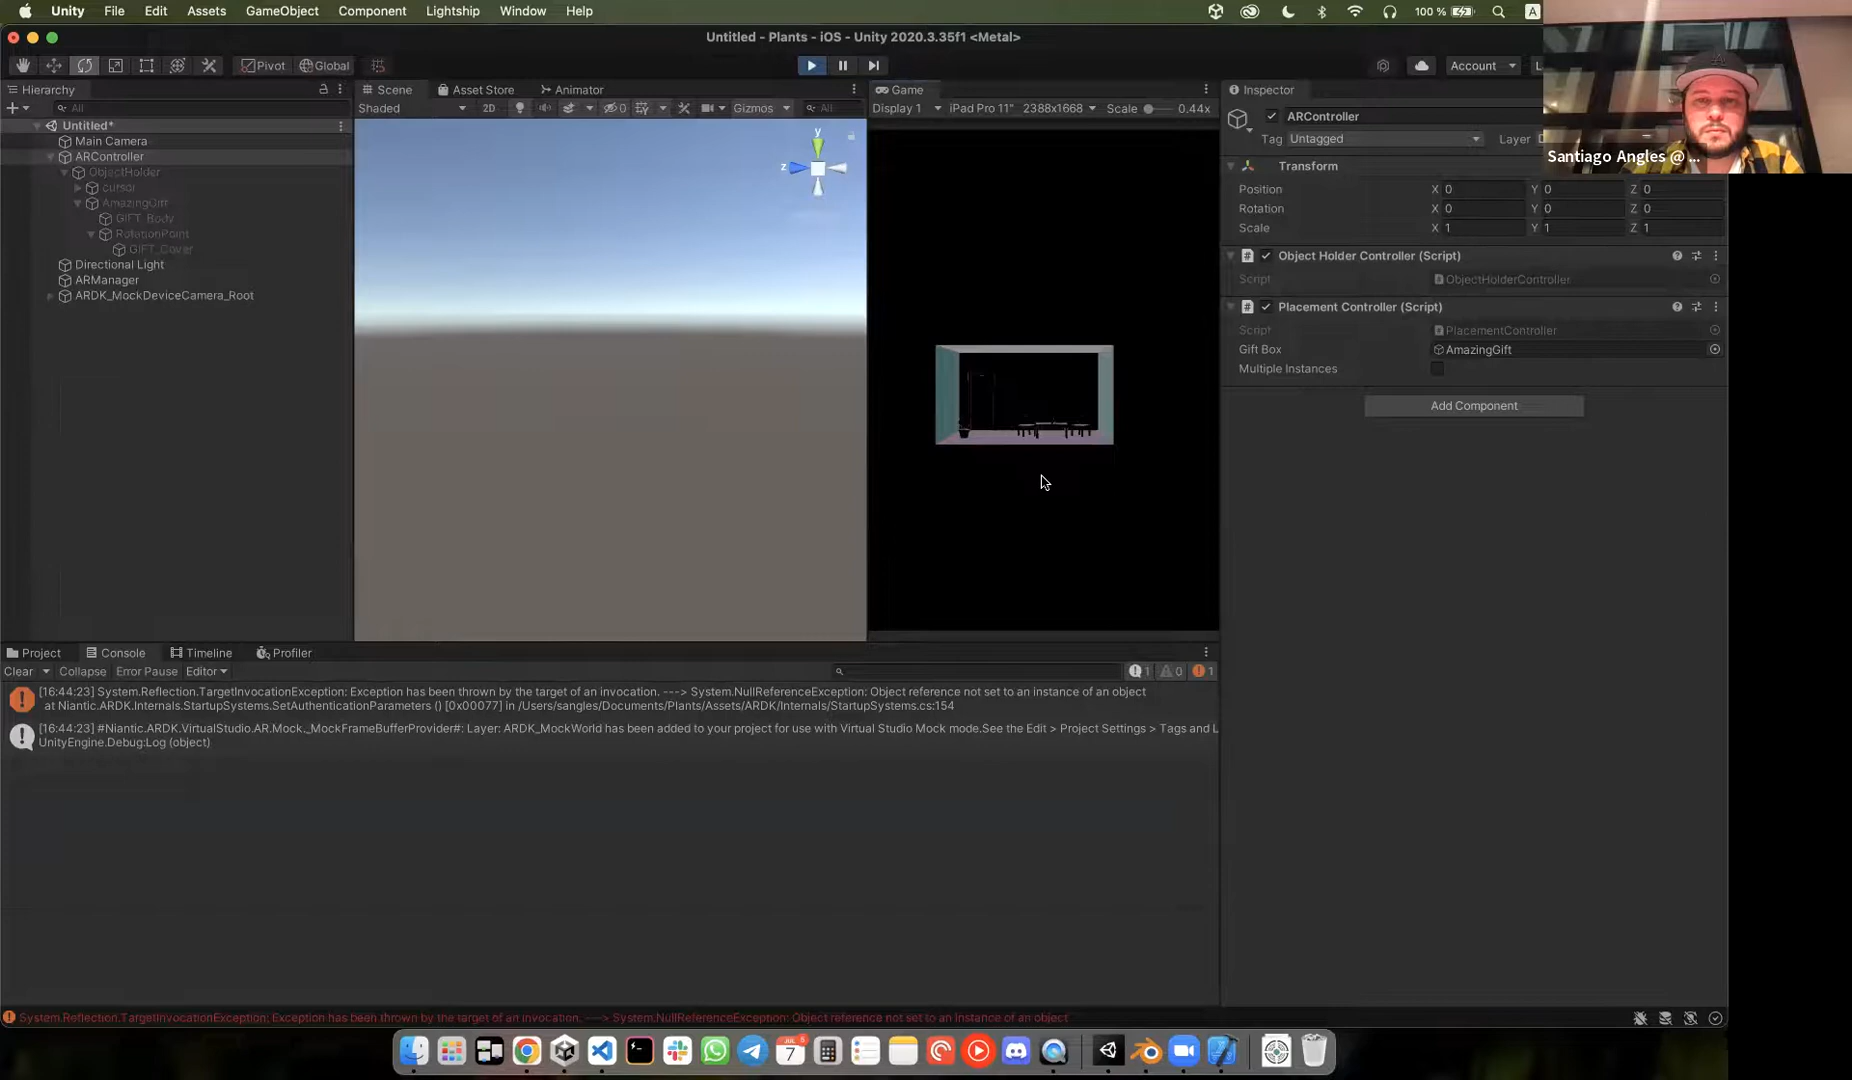 Unity File Edit Assets GameObject Component Lightship Window Help
100 %
A
Untitled - Plants - iOS - Unity 2020.3.35f1 <Metal>
Pivot Global
Account
Santiago Angles @ ...
Hierarchy
All
Untitled*
Main Camera
ARController
ObjectHolder
cursor
AmazingGift
GIFT_Body
RotationPoint
GIFT_Cover
Directional Light
ARManager
ARDK_MockDeviceCamera_Root
Scene Asset Store Animator
Shaded 2D 0 Gizmos All
y
z
Game
Display 1 iPad Pro 11" 2388x1668 Scale 0.44x
Inspector
ARController
Tag Untagged Layer
Transform
Position X 0 Y 0 Z 0
Rotation X 0 Y 0 Z 0
Scale X 1 Y 1 Z 1
Object Holder Controller (Script)
Script ObjectHolderController
Placement Controller (Script)
Script PlacementController
Gift Box AmazingGift
Multiple Instances
Add Component
Project Console Timeline Profiler
Clear Collapse Error Pause Editor 1 0 1
[16:44:23] System.Reflection.TargetInvocationException: Exception has been thrown by the target of an invocation. ---> System.NullReferenceException: Object reference not set to an instance of an object
at Niantic.ARDK.Internals.StartupSystems.SetAuthenticationParameters () [0x00077] in /Users/sangles/Documents/Plants/Assets/ARDK/Internals/StartupSystems.cs:154
[16:44:23] #Niantic.ARDK.VirtualStudio.AR.Mock._MockFrameBufferProvider#: Layer: ARDK_MockWorld has been added to your project for use with Virtual Studio Mock mode.See the Edit > Project Settings > Tags and L
UnityEngine.Debug:Log (object)
System.Reflection.TargetInvocationException: Exception has been thrown by the target of an invocation. ---> System.NullReferenceException: Object reference not set to an instance of an object
JUL
7